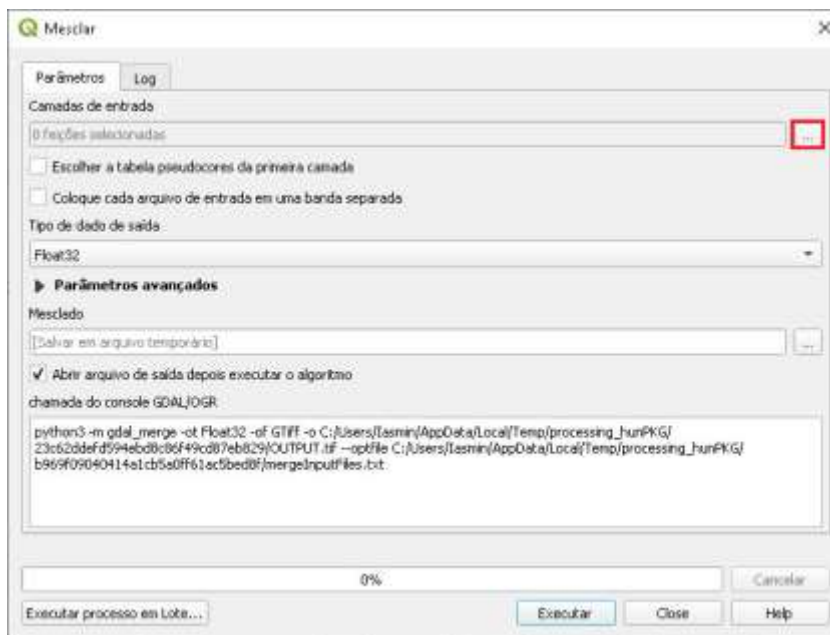 Mesclar
Parâmetros Log
Camadas de entrada
0 feições selecionadas ...
Escolher a tabela pseudocores da primeira camada
Coloque cada arquivo de entrada em uma banda separada
Tipo de dado de saída
Float32
Parâmetros avançados
Mesclado
[Salvar em arquivo temporário] ...
Abrir arquivo de saída depois executar o algoritmo
chamada do console GDAL/OGR
python3 -m gdal_merge -ot Float32 -of GTiff -o C:/Users/Iasmin/AppData/Local/Temp/processing_hunPKG/
23c62ddefd594ebd8c86f49cd87eb829/OUTPUT.tif --optfile C:/Users/Iasmin/AppData/Local/Temp/processing_hunPKG/
b969f09040414a1cb5a0ff61ac5bed8f/mergeInputFiles.txt
0% Cancelar
Executar processo em Lote... Executar Close Help